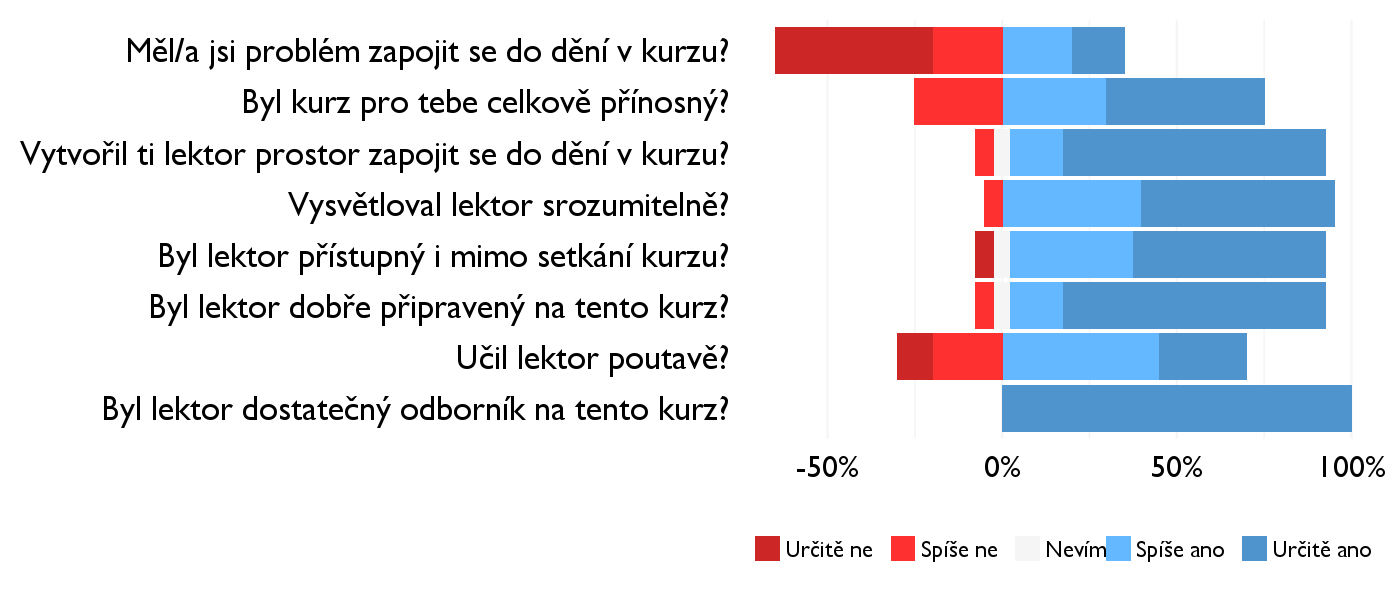 Měl/a jsi problém zapojit se do dění v kurzu?
Byl kurz pro tebe celkově přínosný?
Vytvořil ti lektor prostor zapojit se do dění v kurzu?
Vysvětloval lektor srozumitelně?
Byl lektor přístupný i mimo setkání kurzu?
Byl lektor dobře připravený na tento kurz?
Učil lektor poutavě?
Byl lektor dostatečný odborník na tento kurz?
-50% 0% 50% 100%
Určitě ne Spíše ne Nevím Spíše ano Určitě ano